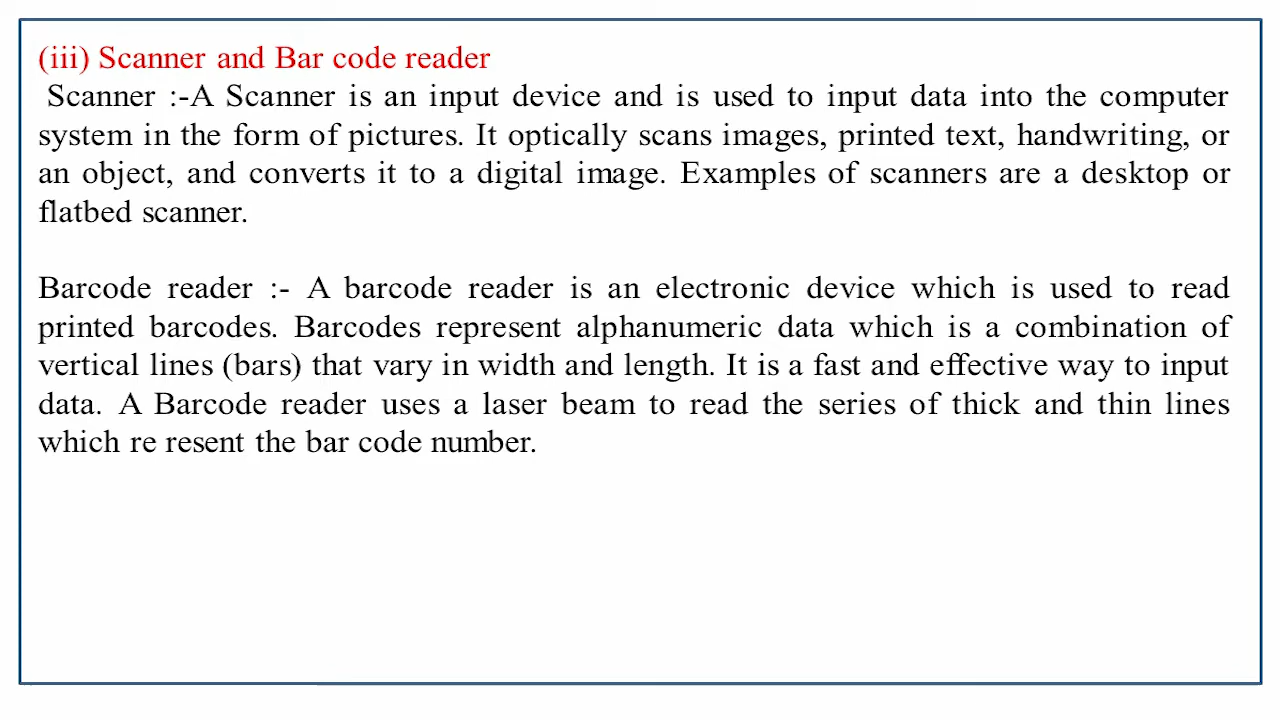 (iii) Scanner and Bar code reader
Scanner :-A Scanner is an input device and is used to input data into the computer
system in the form of pictures. It optically scans images, printed text, handwriting, or
an object, and converts it to a digital image. Examples of scanners are a desktop or
flatbed scanner.
Barcode reader :- A barcode reader is an electronic device which is used to read
printed barcodes. Barcodes represent alphanumeric data which is a combination of
vertical lines (bars) that vary in width and length. It is a fast and effective way to input
data. A Barcode reader uses a laser beam to read the series of thick and thin lines
which re resent the bar code number.